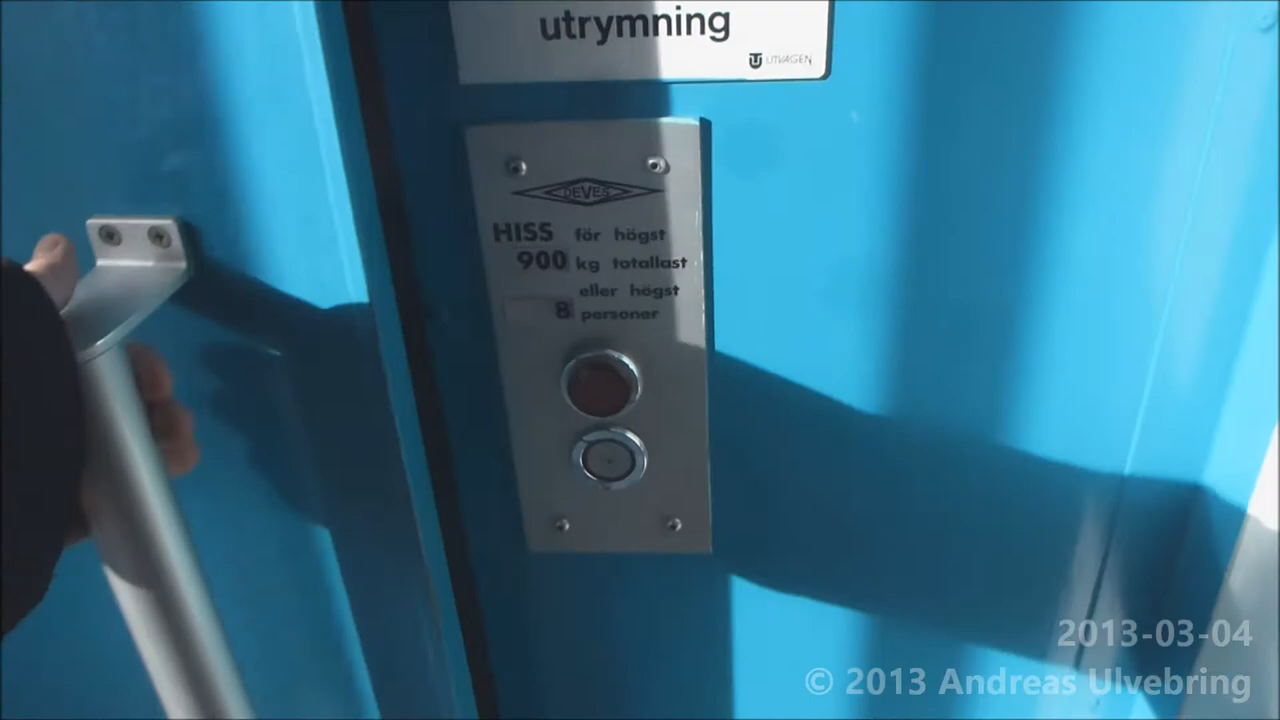 utrymning
UTVÄGEN
DEVES
HISS för högst
900 kg totallast
eller högst
8 personer
2013-03-04
© 2013 Andreas Ulvebring